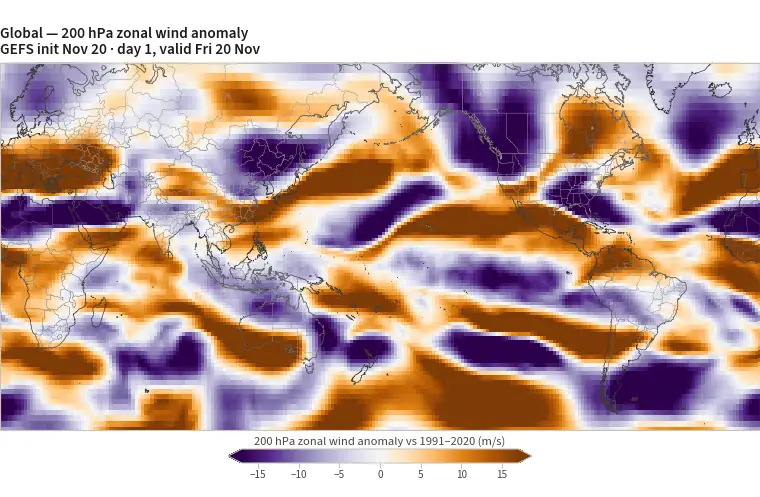 Global — 200 hPa zonal wind anomaly
GEFS init Nov 20 · day 1, valid Fri 20 Nov
200 hPa zonal wind anomaly vs 1991–2020 (m/s)
−15 −10 −5 0 5 10 15